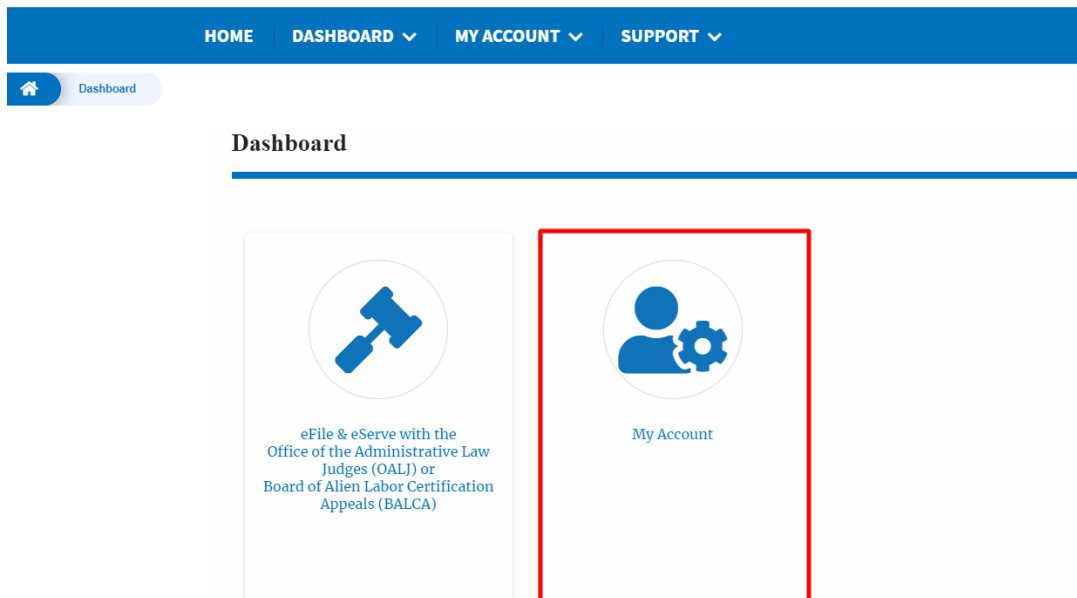 HOME DASHBOARD MY ACCOUNT SUPPORT
Dashboard
Dashboard
eFile & eServe with the
Office of the Administrative Law
Judges (OALJ) or
Board of Alien Labor Certification
Appeals (BALCA)
My Account